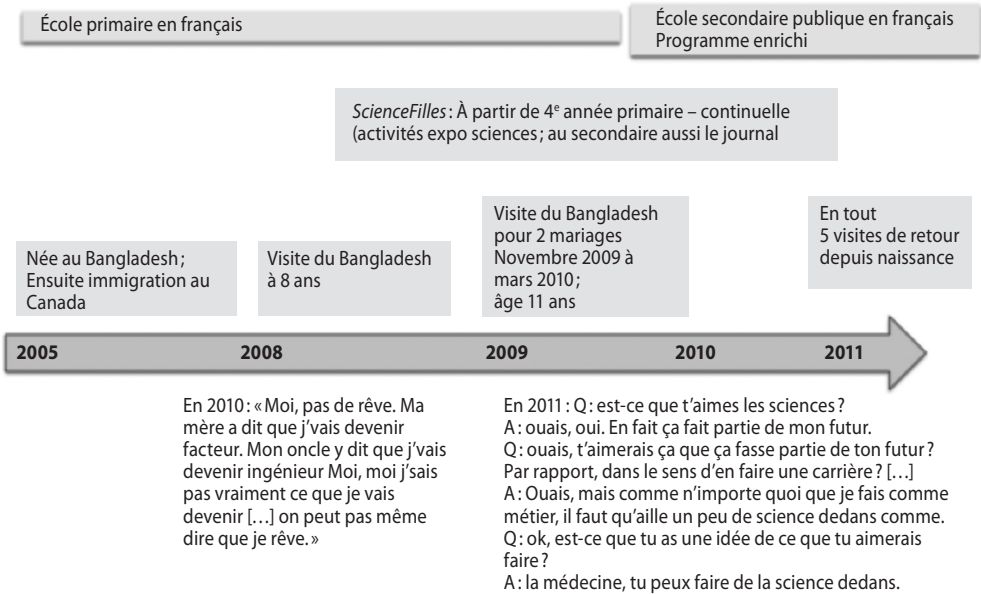 École primaire en français
École secondaire publique en français
Programme enrichi
ScienceFilles : À partir de 4e année primaire – continuelle
(activités expo sciences ; au secondaire aussi le journal
Née au Bangladesh ;
Ensuite immigration au
Canada
Visite du Bangladesh
à 8 ans
Visite du Bangladesh
pour 2 mariages
Novembre 2009 à
mars 2010 ;
âge 11 ans
En tout
5 visites de retour
depuis naissance
2005
2008
2009
2010
2011
En 2010 : « Moi, pas de rêve. Ma
mère a dit que j’vais devenir
facteur. Mon oncle y dit que j’vais
devenir ingénieur Moi, moi j’sais
pas vraiment ce que je vais
devenir […] on peut pas même
dire que je rêve. »
En 2011 : Q : est-ce que t’aimes les sciences ?
A : ouais, oui. En fait ça fait partie de mon futur.
Q : ouais, t’aimerais ça que ça fasse partie de ton futur ?
Par rapport, dans le sens d’en faire une carrière ? […]
A : Ouais, mais comme n’importe quoi que je fais comme
métier, il faut qu’aille un peu de science dedans comme.
Q : ok, est-ce que tu as une idée de ce que tu aimerais
faire ?
A : la médecine, tu peux faire de la science dedans.